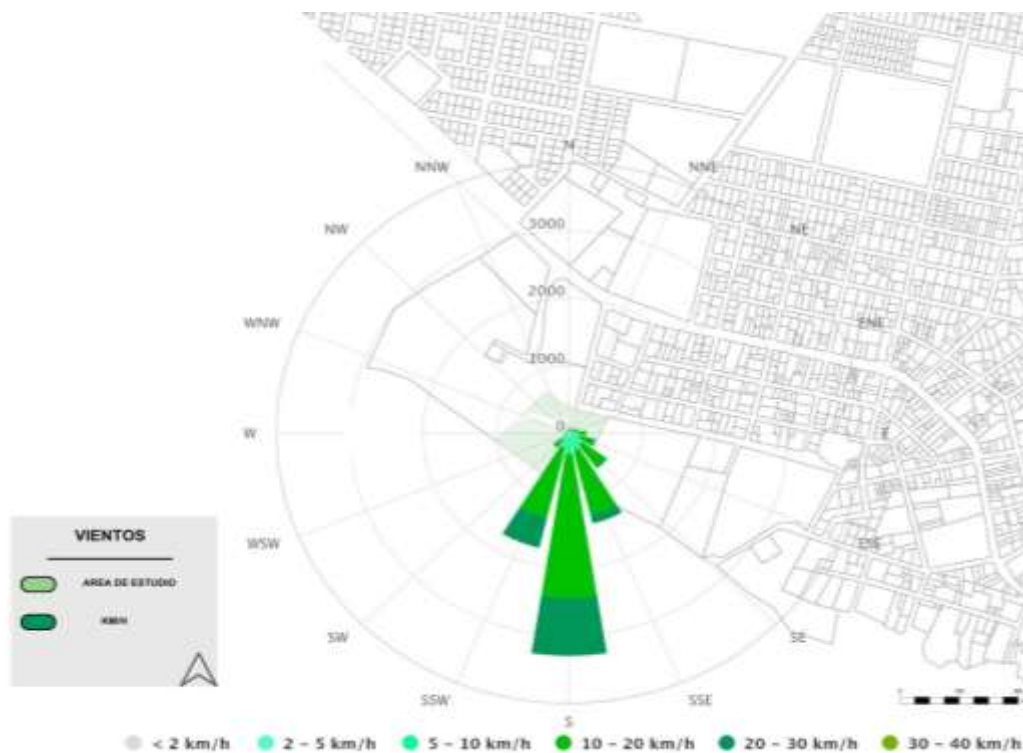 N
NNW
NNE
3000
NW
NE
2000
WNW
ENE
1000
0
W
E
VIENTOS
AREA DE ESTUDIO
KM/H
WSW
ESE
SW
SE
SSW
SSE
S
< 2 km/h
2 - 5 km/h
5 - 10 km/h
10 - 20 km/h
20 - 30 km/h
30 - 40 km/h